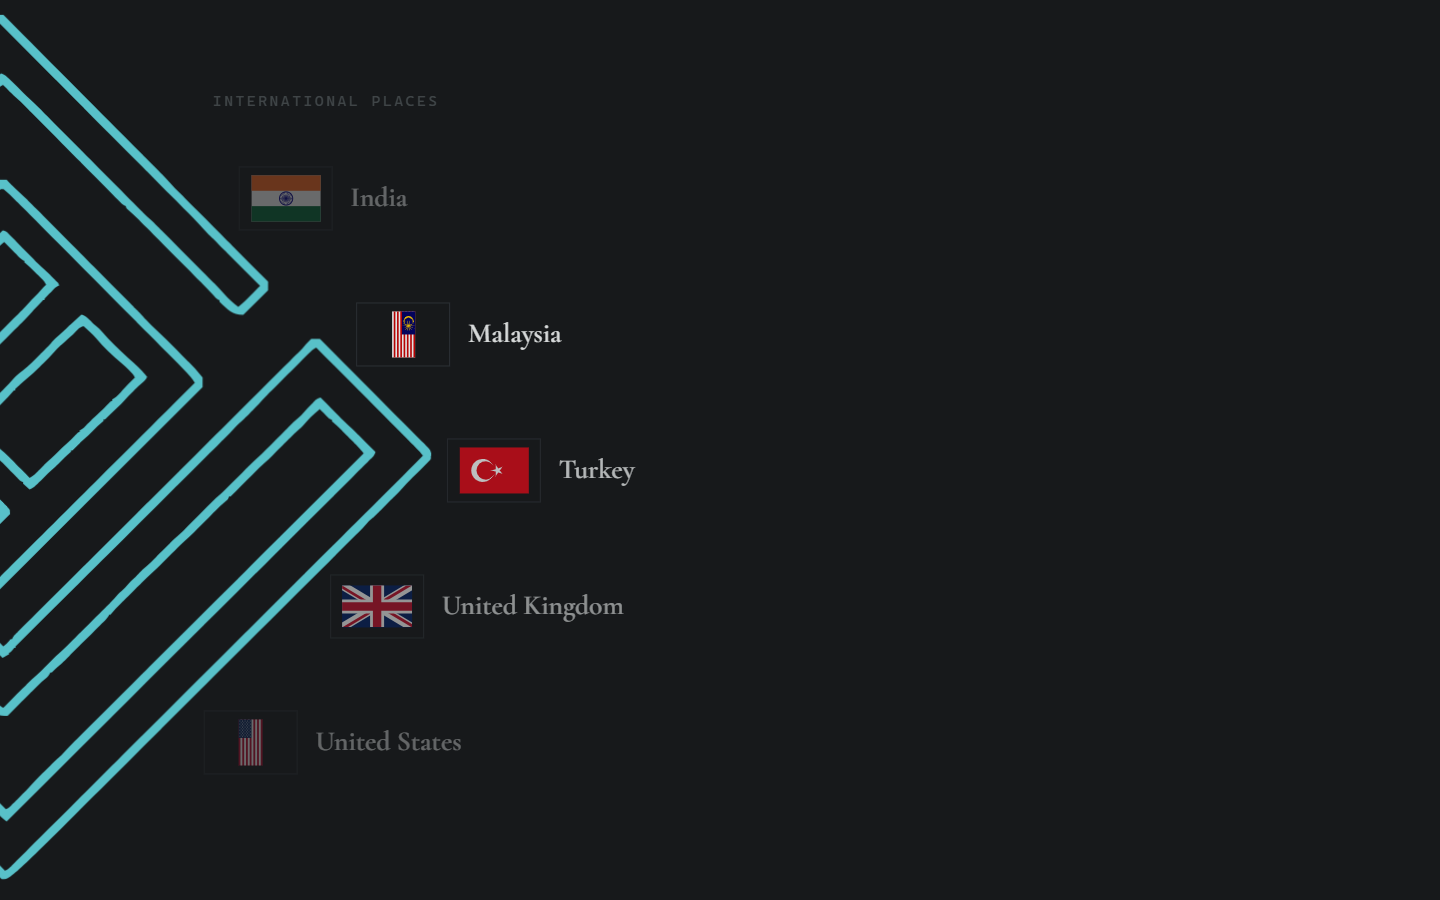 INTERNATIONAL PLACES
India
Malaysia
Turkey
United Kingdom
United States